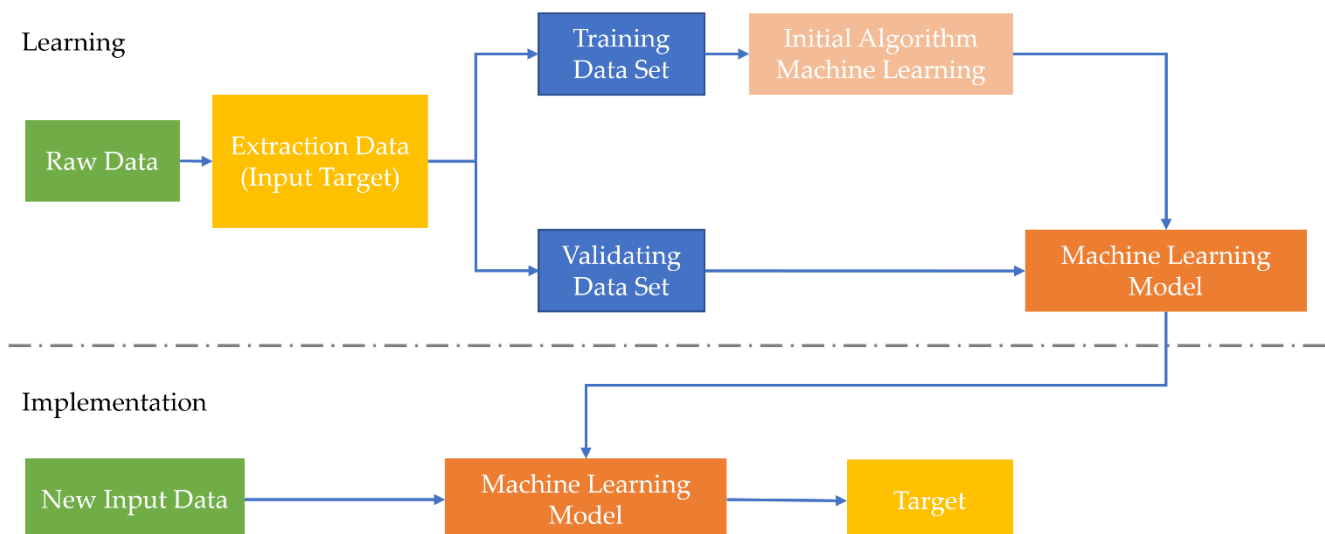 Learning
Training
Data Set
Initial Algorithm
Machine Learning
Raw Data
Extraction Data
(Input Target)
Validating
Data Set
Machine Learning
Model
Implementation
New Input Data
Machine Learning
Model
Target